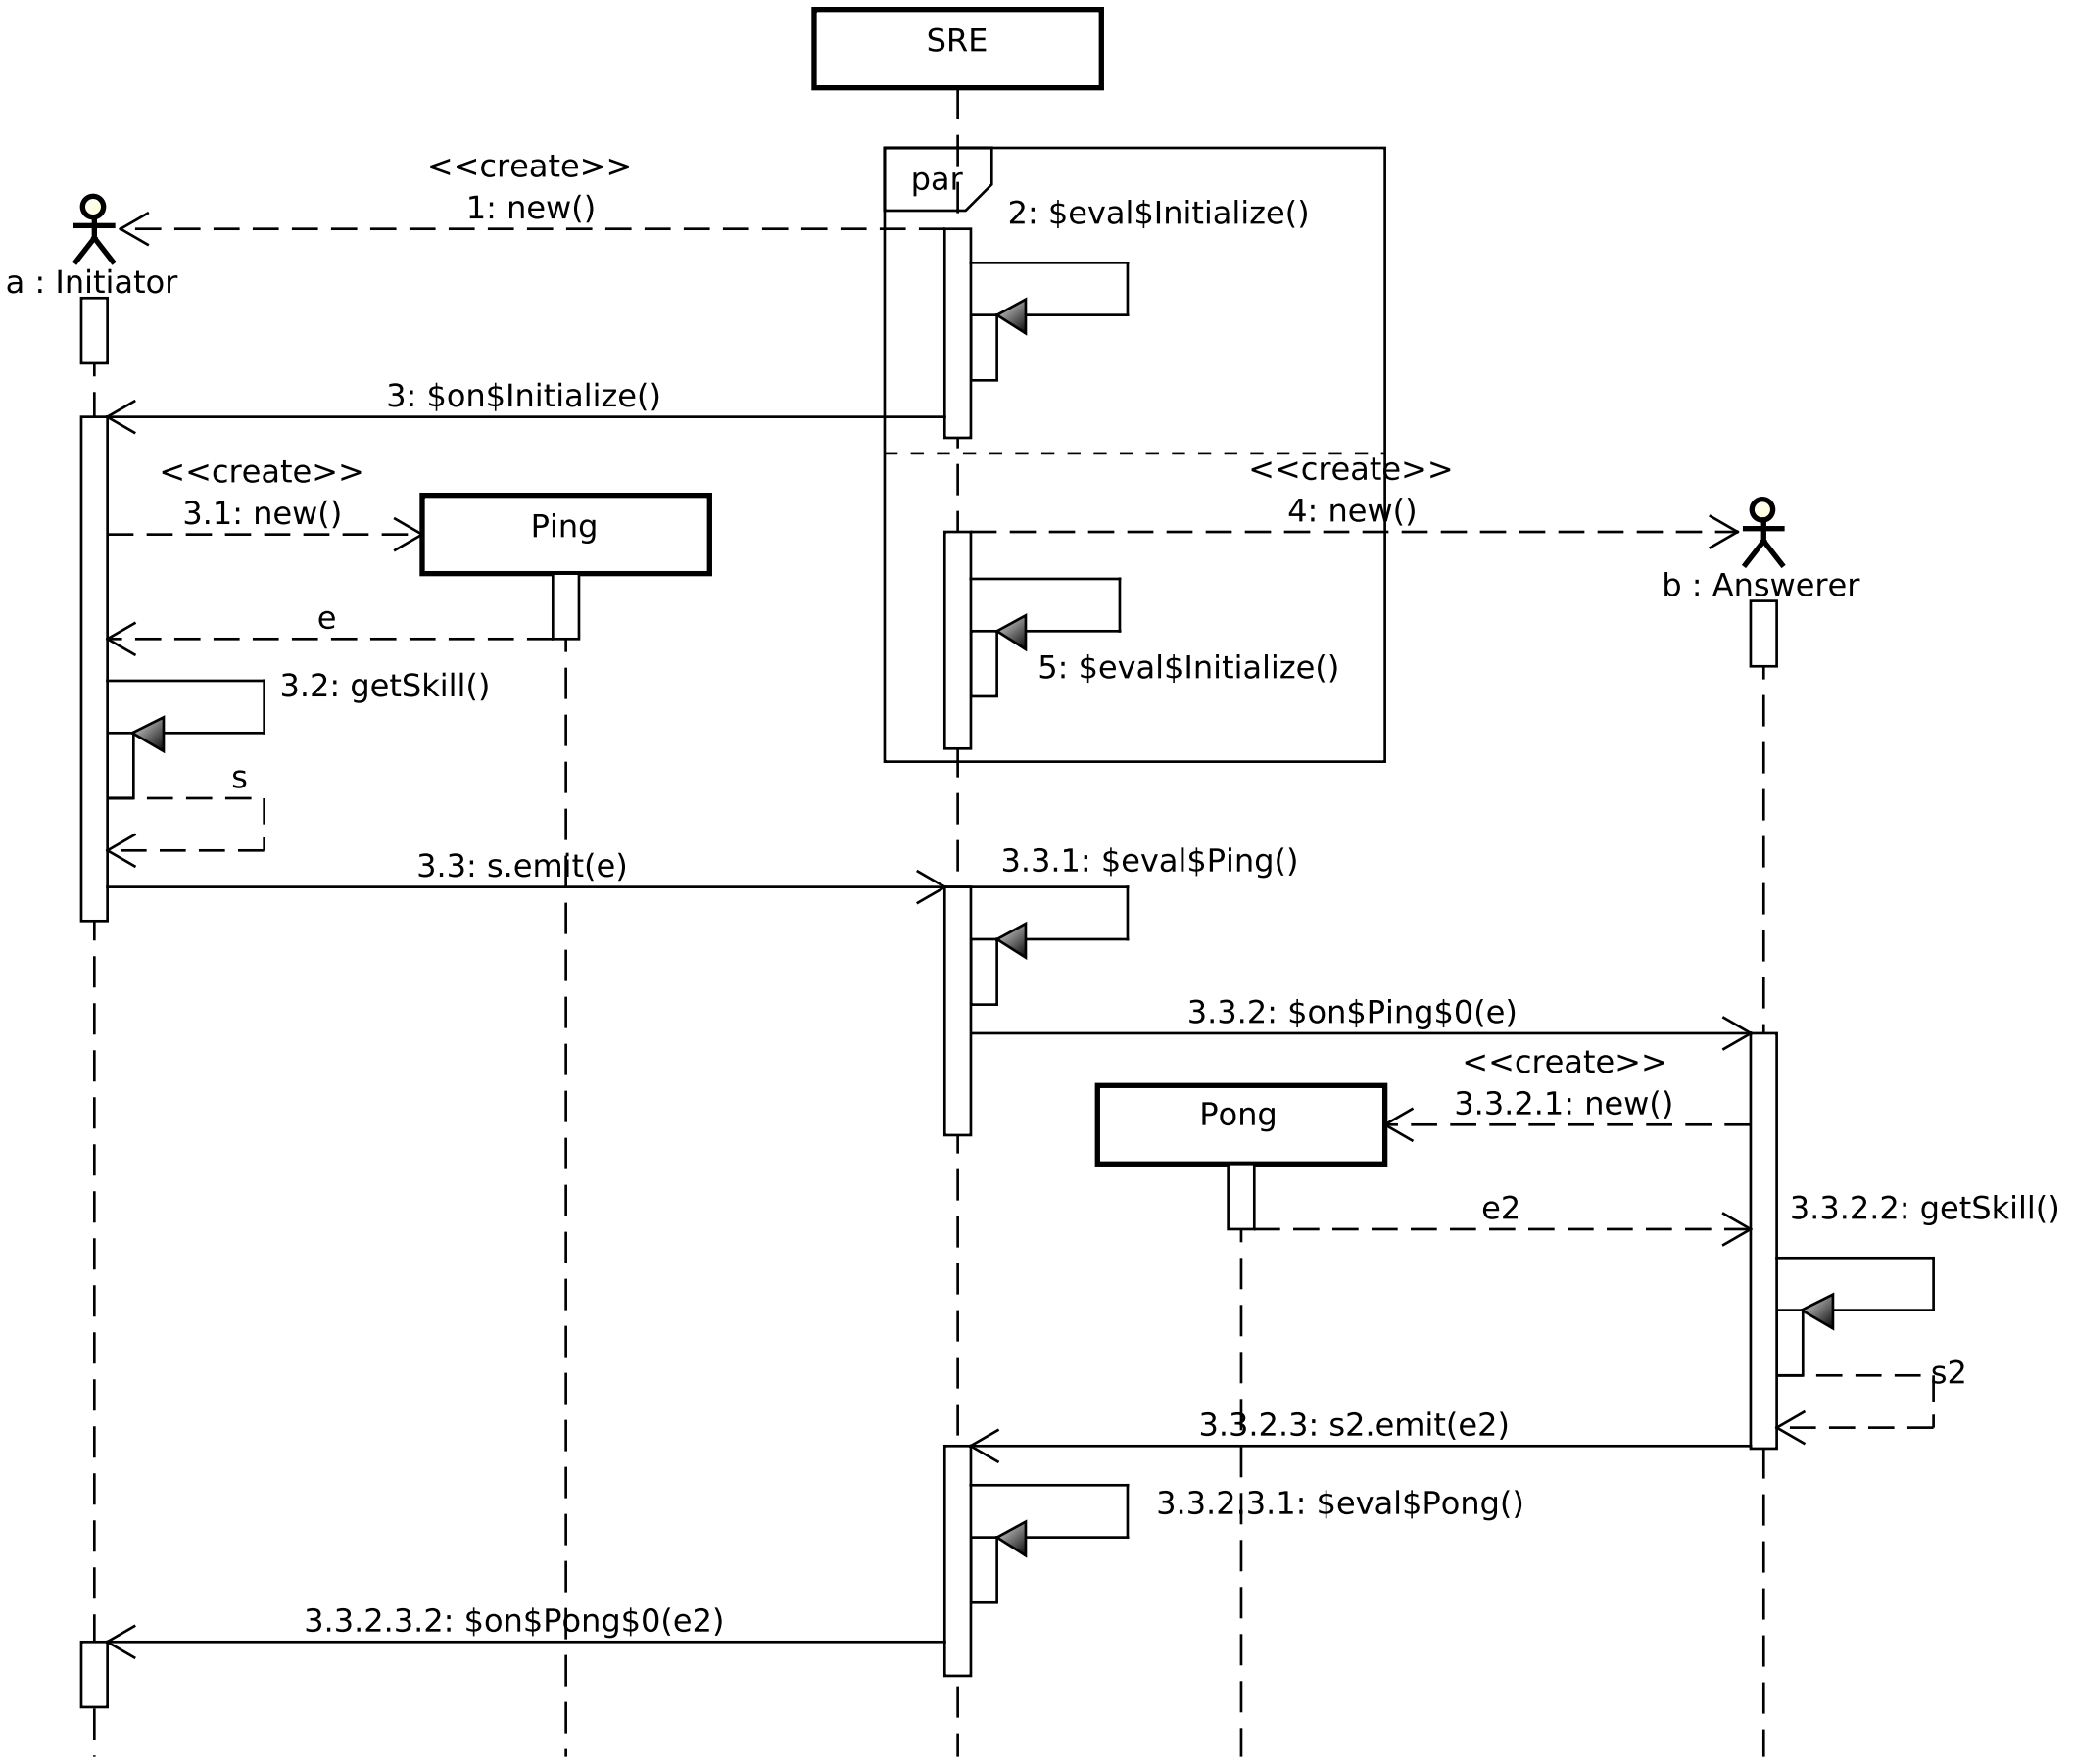 SRE
par
<<create>>
1: new()
2: $eval$Initialize()
a : Initiator
3: $on$Initialize()
<<create>>
3.1: new()
Ping
<<create>>
4: new()
b : Answerer
e
5: $eval$Initialize()
3.2: getSkill()
s
3.3: s.emit(e)
3.3.1: $eval$Ping()
3.3.2: $on$Ping$0(e)
<<create>>
3.3.2.1: new()
Pong
e2
3.3.2.2: getSkill()
s2
3.3.2.3: s2.emit(e2)
3.3.2.3.1: $eval$Pong()
3.3.2.3.2: $on$Pong$0(e2)